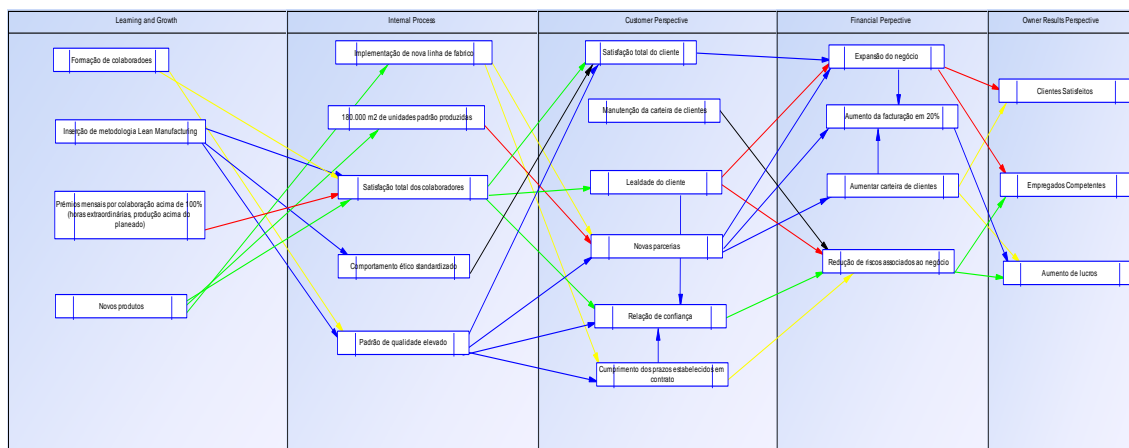 Learning and Growth
Internal Process
Customer Perspective
Financial Perpective
Owner Results Perspective
Formação de colaboradoes
Inserção de metodologia Lean Manufacturing
Prémios mensais por colaboração acima de 100%
(horas extraordinárias, produção acima do
planeado)
Novos produtos
Implementação de nova linha de fabrico
180.000 m2 de unidades padrão produzidas
Satisfação total dos colaboradores
Comportamento ético standardizado
Padrão de qualidade elevado
Satisfação total do cliente
Manutenção da carteira de clientes
Lealdade do cliente
Novas parcerias
Relação de confiança
Cumprimento dos prazos estabelecidos em
contrato
Expansão do negócio
Aumento da facturação em 20%
Aumentar carteira de clientes
Redução de riscos associados ao negócio
Clientes Satisfeitos
Empregados Competentes
Aumento de lucros